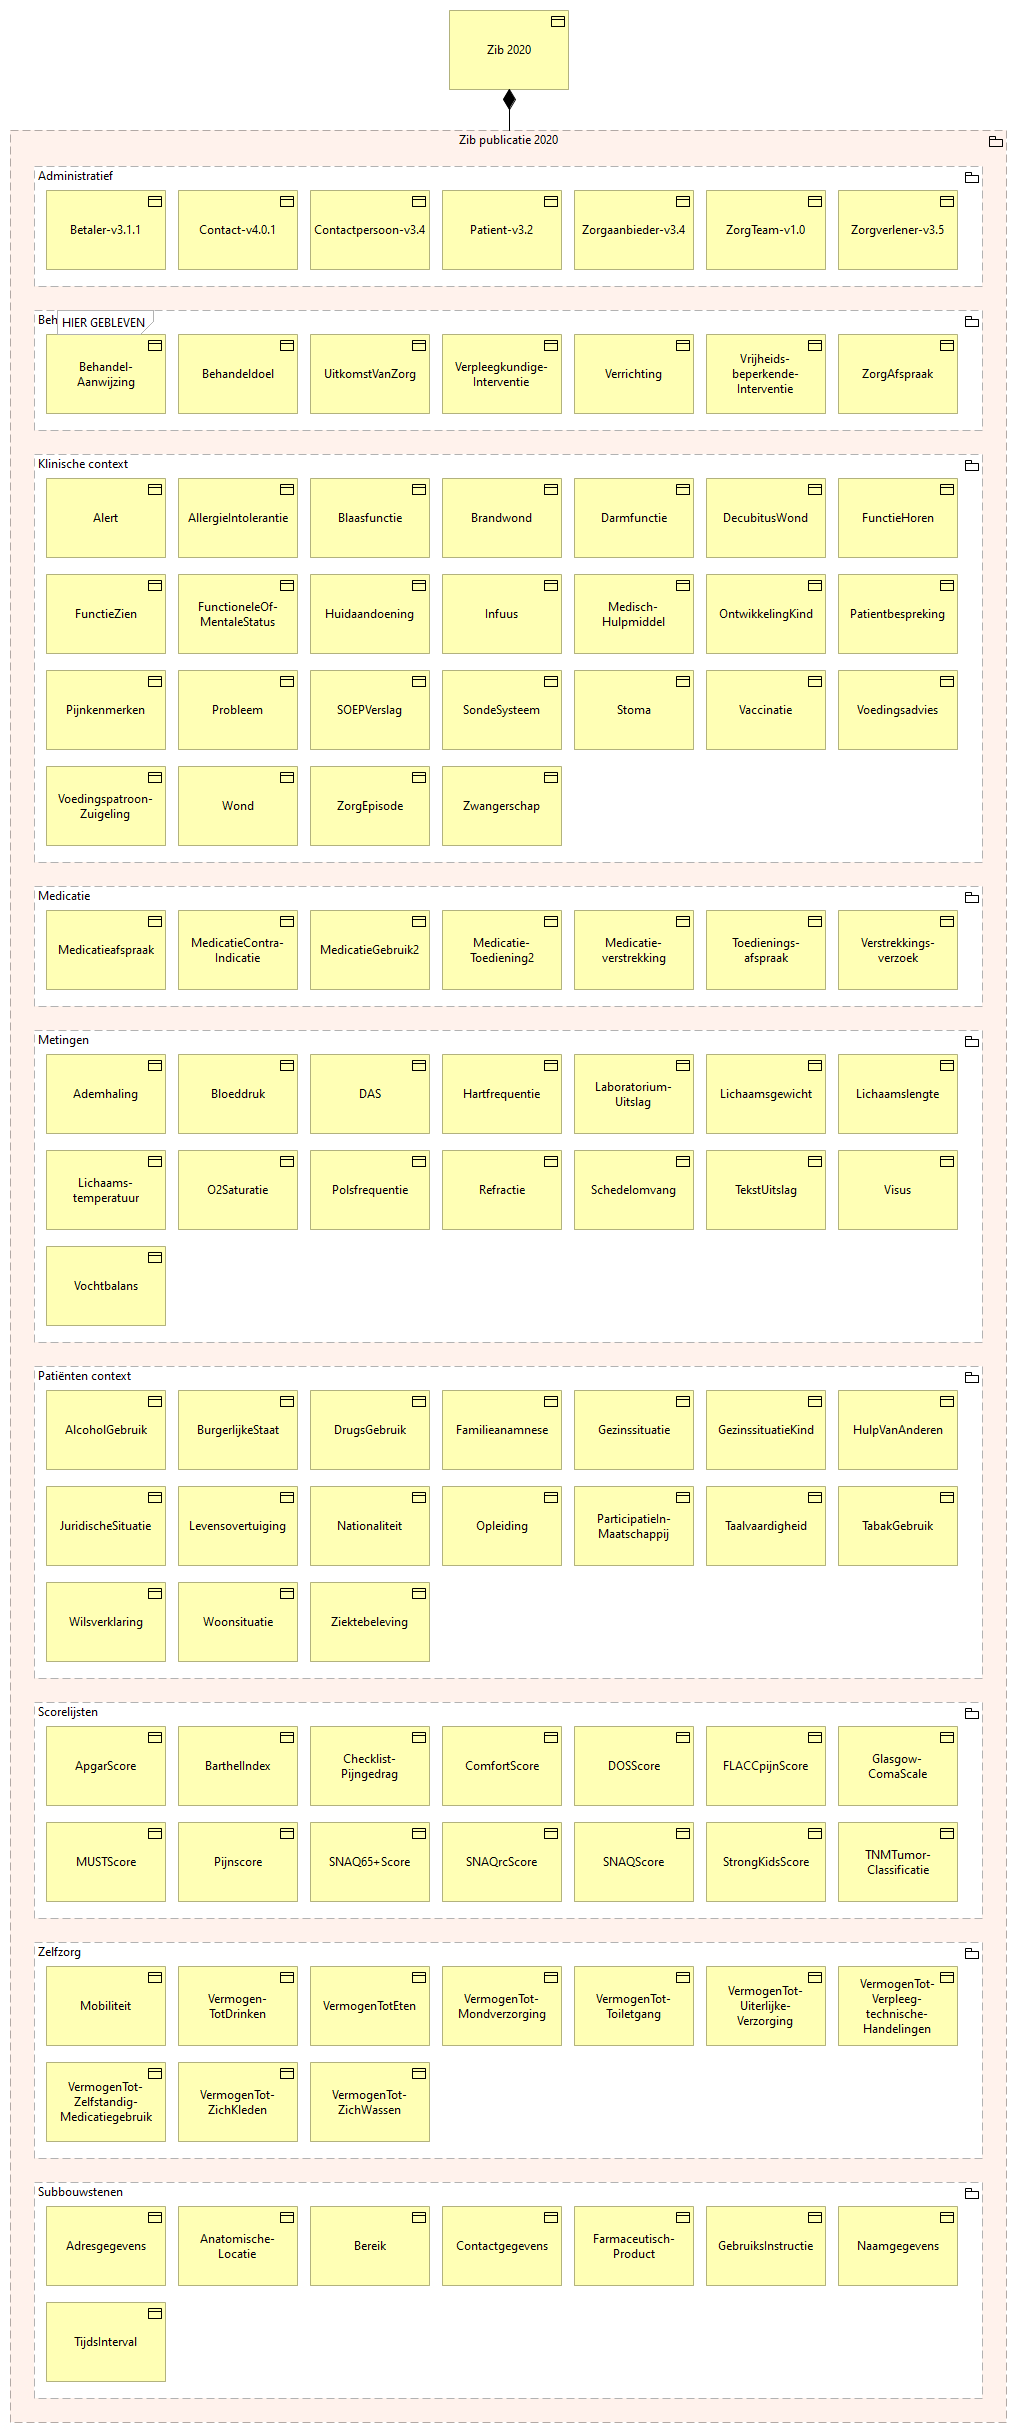 Zib 2020
Zib publicatie 2020
Administratief
Betaler-v3.1.1
Contact-v4.0.1
Contactpersoon-v3.4
Patient-v3.2
Zorgaanbieder-v3.4
ZorgTeam-v1.0
Zorgverlener-v3.5
Beh
HIER GEBLEVEN
Behandel-
Aanwijzing
Behandeldoel
UitkomstVanZorg
Verpleegkundige-
Interventie
Verrichting
Vrijheids-
beperkende-
Interventie
ZorgAfspraak
Klinische context
Alert
AllergieIntolerantie
Blaasfunctie
Brandwond
Darmfunctie
DecubitusWond
FunctieHoren
FunctieZien
FunctioneleOf-
MentaleStatus
Huidaandoening
Infuus
Medisch-
Hulpmiddel
OntwikkelingKind
Patientbespreking
Pijnkenmerken
Probleem
SOEPVerslag
SondeSysteem
Stoma
Vaccinatie
Voedingsadvies
Voedingspatroon-
Zuigeling
Wond
ZorgEpisode
Zwangerschap
Medicatie
Medicatieafspraak
MedicatieContra-
Indicatie
MedicatieGebruik2
Medicatie-
Toediening2
Medicatie-
verstrekking
Toedienings-
afspraak
Verstrekkings-
verzoek
Metingen
Ademhaling
Bloeddruk
DAS
Hartfrequentie
Laboratorium-
Uitslag
Lichaamsgewicht
Lichaamslengte
Lichaams-
temperatuur
O2Saturatie
Polsfrequentie
Refractie
Schedelomvang
TekstUitslag
Visus
Vochtbalans
Patiënten context
AlcoholGebruik
BurgerlijkeStaat
DrugsGebruik
Familieanamnese
Gezinssituatie
GezinssituatieKind
HulpVanAnderen
JuridischeSituatie
Levensovertuiging
Nationaliteit
Opleiding
ParticipatieIn-
Maatschappij
Taalvaardigheid
TabakGebruik
Wilsverklaring
Woonsituatie
Ziektebeleving
Scorelijsten
ApgarScore
BarthelIndex
Checklist-
Pijngedrag
ComfortScore
DOSScore
FLACCpijnScore
Glasgow-
ComaScale
MUSTScore
Pijnscore
SNAQ65+Score
SNAQrcScore
SNAQScore
StrongKidsScore
TNMTumor-
Classificatie
Zelfzorg
Mobiliteit
Vermogen-
TotDrinken
VermogenTotEten
VermogenTot-
Mondverzorging
VermogenTot-
Toiletgang
VermogenTot-
Uiterlijke-
Verzorging
VermogenTot-
Verpleeg-
technische-
Handelingen
VermogenTot-
Zelfstandig-
Medicatiegebruik
VermogenTot-
ZichKleden
VermogenTot-
ZichWassen
Subbouwstenen
Adresgegevens
Anatomische-
Locatie
Bereik
Contactgegevens
Farmaceutisch-
Product
GebruiksInstructie
Naamgegevens
TijdsInterval